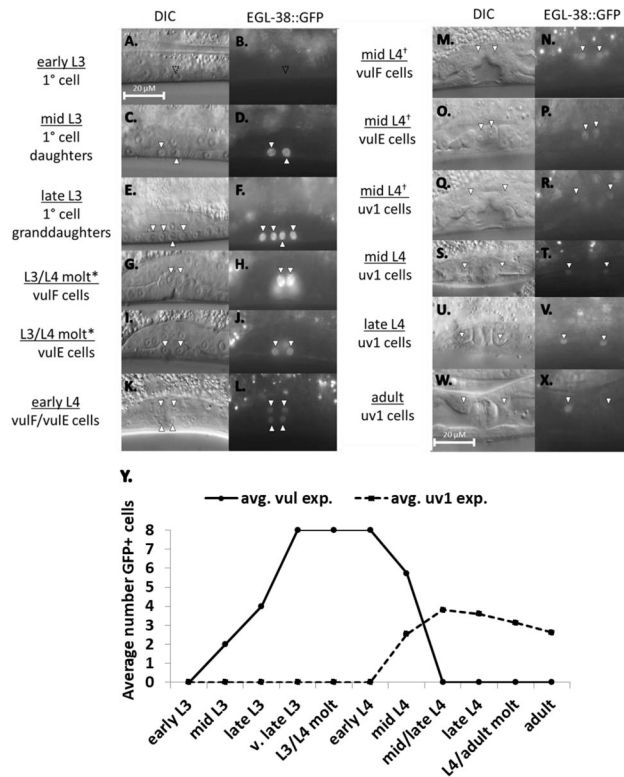 DIC EGL-38::GFP
early L3
1° cell
A. B.
20 μM
mid L3
1° cell
daughters
C. D.
late L3
1° cell
granddaughters
E. F.
L3/L4 molt*
vulF cells
G. H.
L3/L4 molt*
vulE cells
I. J.
early L4
vulF/vulE cells
K. L.
DIC EGL-38::GFP
mid L4†
vulF cells
M. N.
mid L4†
vulE cells
O. P.
mid L4†
uv1 cells
Q. R.
mid L4
uv1 cells
S. T.
late L4
uv1 cells
U. V.
adult
uv1 cells
W. X.
20 μM
Y.
avg. vul exp. avg. uv1 exp.
Average number GFP+ cells
8
7
6
5
4
3
2
1
0
early L3
mid L3
late L3
v. late L3
L3/L4 molt
early L4
mid L4
mid/late L4
late L4
L4/adult molt
adult